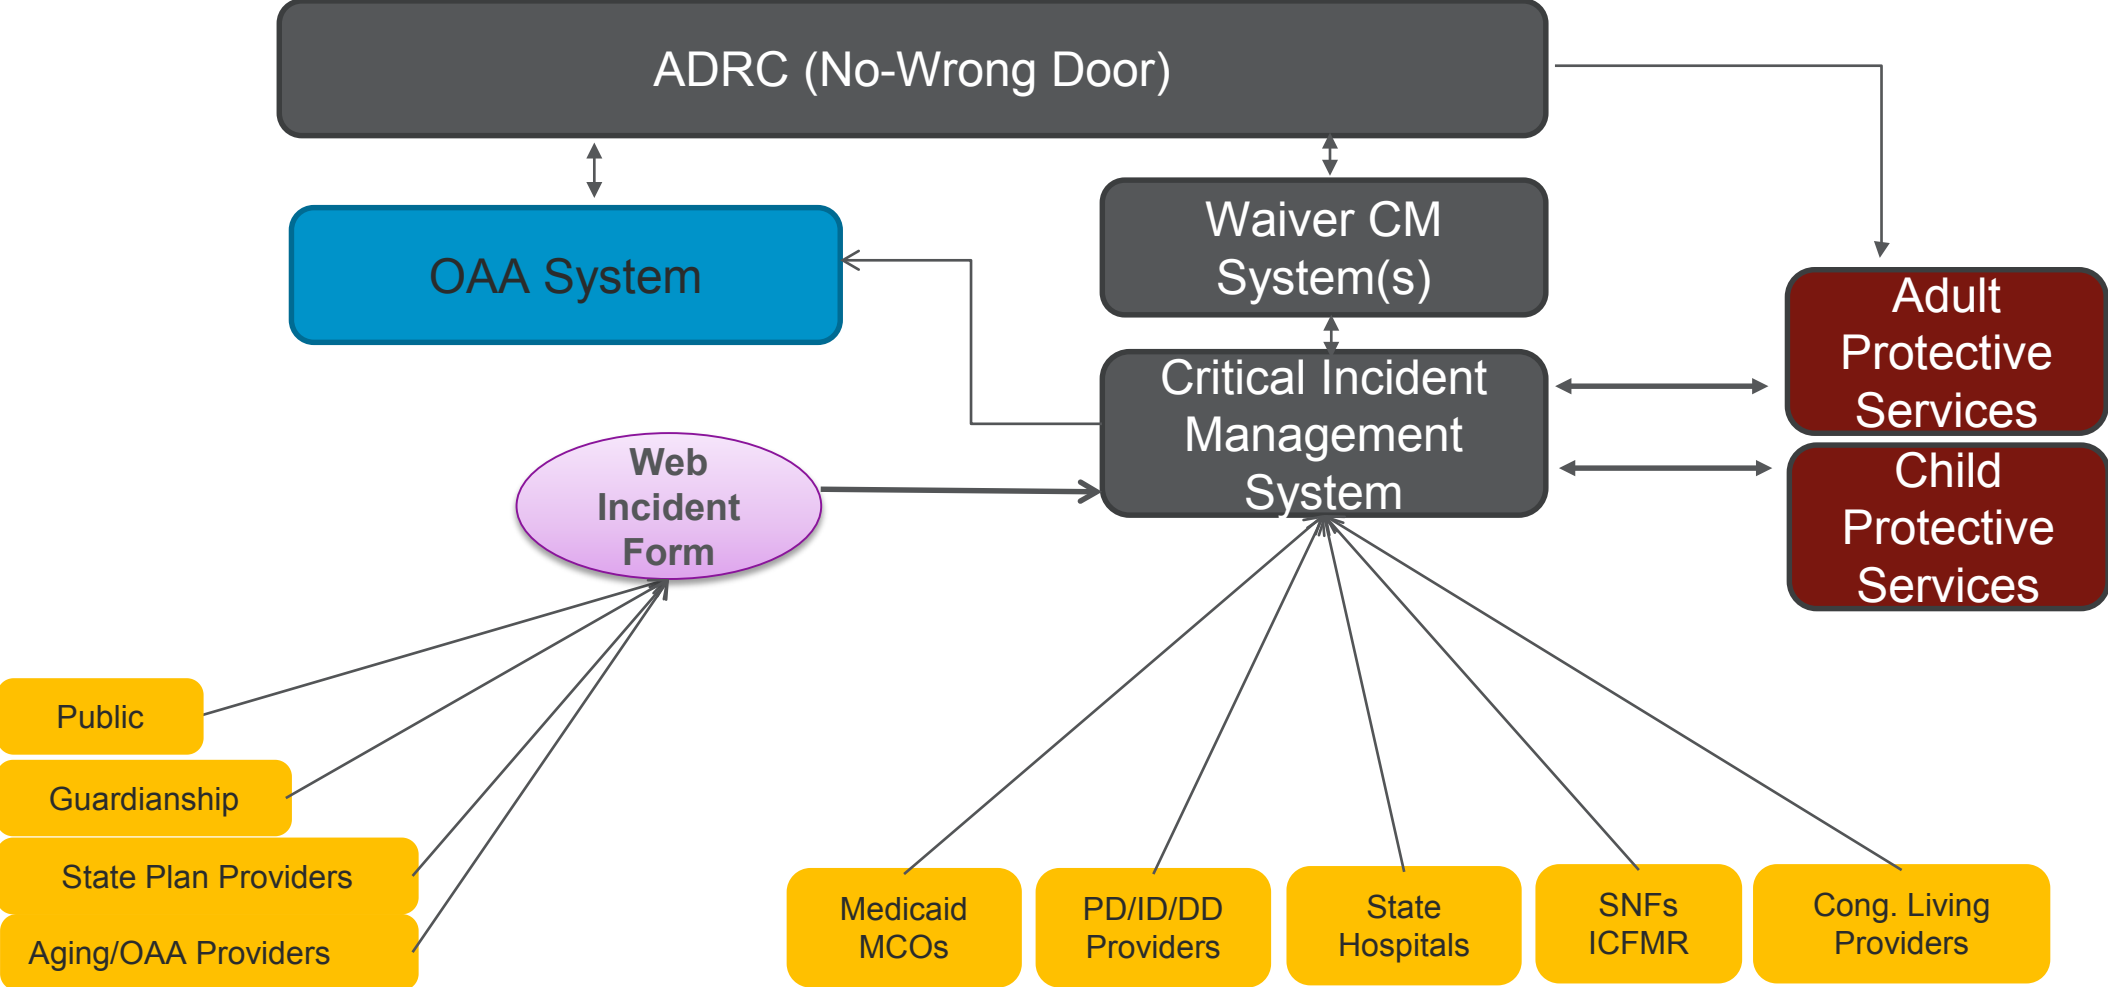 ADRC (No-Wrong Door)
Waiver CM
System(s)
OAA System
Adult
Protective
Services
Critical Incident
Management
System
Web
Incident
Form
Child
Protective
Services
Public
Guardianship
State Plan Providers
Aging/OAA Providers
Medicaid
MCOs
PD/ID/DD
Providers
State
Hospitals
SNFs
ICFMR
Cong. Living
Providers